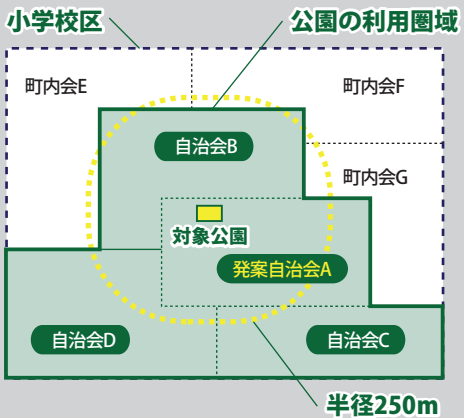 小学校区
公園の利用圏域
町内会E
町内会F
自治会B
町内会G
対象公園
発案自治会A
自治会D
自治会C
半径250m